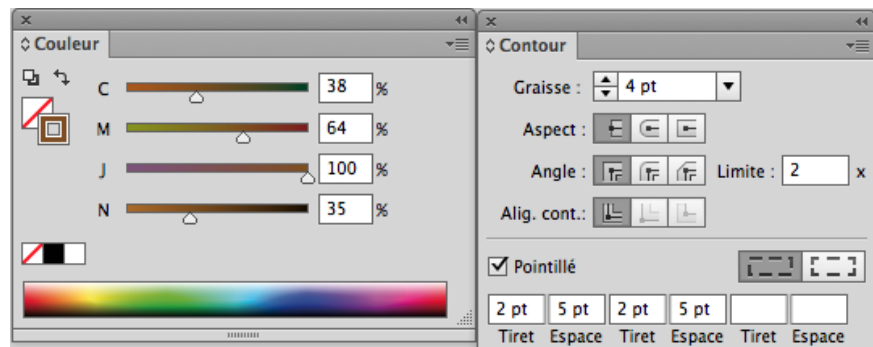 Couleur
C 38 %
M 64 %
J 100 %
N 35 %
Contour
Graisse : 4 pt
Aspect :
Angle : Limite : 2 x
Alig. cont.:
Pointillé
2 pt 5 pt 2 pt 5 pt
Tiret Espace Tiret Espace Tiret Espace